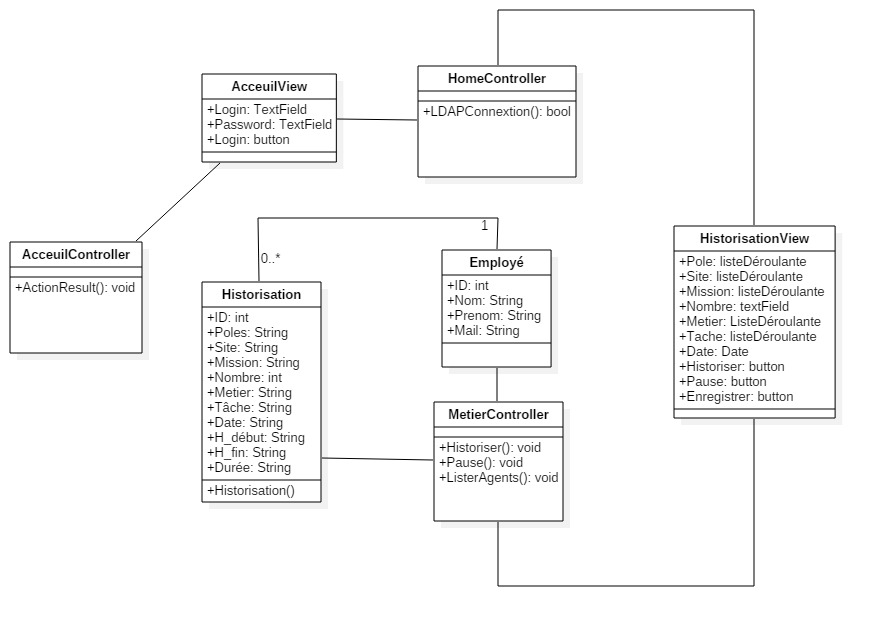 AcceuilView
+Login: TextField
+Password: TextField
+Login: button
HomeController
+LDAPConnextion(): bool
AcceuilController
+ActionResult(): void
1
0..*
Historisation
+ID: int
+Poles: String
+Site: String
+Mission: String
+Nombre: int
+Metier: String
+Tâche: String
+Date: String
+H_début: String
+H_fin: String
+Durée: String
+Historisation()
Employé
+ID: int
+Nom: String
+Prenom: String
+Mail: String
MetierController
+Historiser(): void
+Pause(): void
+ListerAgents(): void
HistorisationView
+Pole: listeDéroulante
+Site: listeDéroulante
+Mission: listeDéroulante
+Nombre: textField
+Metier: ListeDéroulante
+Tache: listeDéroulante
+Date: Date
+Historiser: button
+Pause: button
+Enregistrer: button